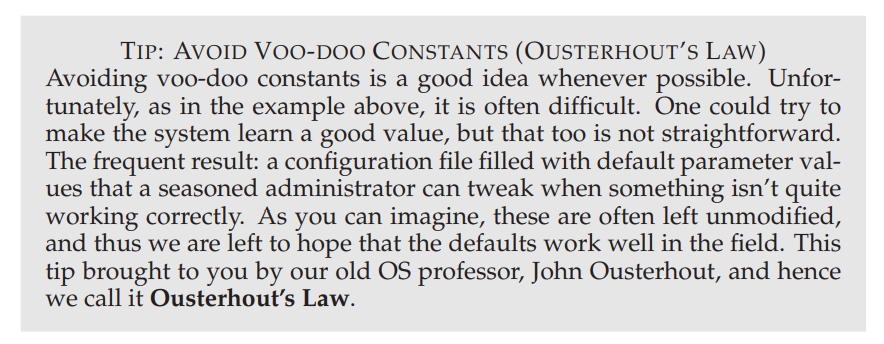 TIP: AVOID VOO-DOO CONSTANTS (OUSTERHOUT'S LAW)
Avoiding voo-doo constants is a good idea whenever possible. Unfor-
tunately, as in the example above, it is often difficult. One could try to
make the system learn a good value, but that too is not straightforward.
The frequent result: a configuration file filled with default parameter val-
ues that a seasoned administrator can tweak when something isn't quite
working correctly. As you can imagine, these are often left unmodified,
and thus we are left to hope that the defaults work well in the field. This
tip brought to you by our old OS professor, John Ousterhout, and hence
we call it Ousterhout's Law.